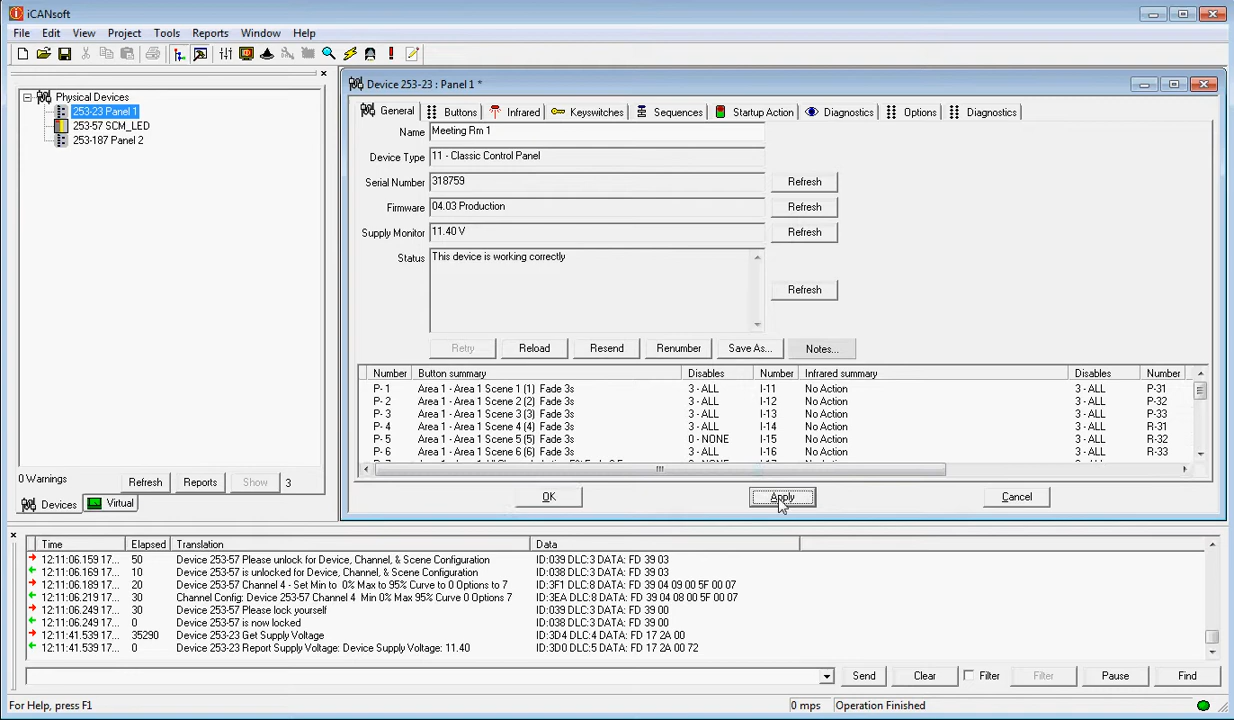 iCANsoft
File Edit View Project Tools Reports Window Help
Physical Devices
253-23 Panel 1
253-57 SCM_LED
253-187 Panel 2
0 Warnings Refresh Reports Show 3
Devices Virtual
Device 253-23 : Panel 1 *
General Buttons Infrared Keyswitches Sequences Startup Action Diagnostics Options Diagnostics
Name Meeting Rm 1
Device Type 11 - Classic Control Panel
Serial Number 318759 Refresh
Firmware 04.03 Production Refresh
Supply Monitor 11.40 V Refresh
Status This device is working correctly
Refresh
Retry Reload Resend Renumber Save As... Notes...
Number Button summary Disables Number Infrared summary Disables Number
P- 1 Area 1 - Area 1 Scene 1 (1) Fade 3s 3 - ALL I-11 No Action 3 - ALL P-31
P- 2 Area 1 - Area 1 Scene 2 (2) Fade 3s 3 - ALL I-12 No Action 3 - ALL P-32
P- 3 Area 1 - Area 1 Scene 3 (3) Fade 3s 3 - ALL I-13 No Action 3 - ALL P-33
P- 4 Area 1 - Area 1 Scene 4 (4) Fade 3s 3 - ALL I-14 No Action 3 - ALL R-31
P- 5 Area 1 - Area 1 Scene 5 (5) Fade 3s 0 - NONE I-15 No Action 3 - ALL R-32
P- 6 Area 1 - Area 1 Scene 6 (6) Fade 3s 3 - ALL I-16 No Action 3 - ALL R-33
OK Apply Cancel
Time Elapsed Translation Data
12:11:06.159 17... 50 Device 253-57 Please unlock for Device, Channel, & Scene Configuration ID:039 DLC:3 DATA: FD 39 03
12:11:06.169 17... 10 Device 253-57 is unlocked for Device, Channel, & Scene Configuration ID:038 DLC:3 DATA: FD 39 03
12:11:06.189 17... 20 Device 253-57 Channel 4 - Set Min to 0% Max to 95% Curve to 0 Options to 7 ID:3F1 DLC:8 DATA: FD 39 04 09 00 5F 00 07
12:11:06.219 17... 30 Channel Config: Device 253-57 Channel 4 Min 0% Max 95% Curve 0 Options 7 ID:3EA DLC:8 DATA: FD 39 04 08 00 5F 00 07
12:11:06.249 17... 30 Device 253-57 Please lock yourself ID:039 DLC:3 DATA: FD 39 00
12:11:06.249 17... 0 Device 253-57 is now locked ID:038 DLC:3 DATA: FD 39 00
12:11:41.539 17... 35290 Device 253-23 Get Supply Voltage ID:3D4 DLC:4 DATA: FD 17 2A 00
12:11:41.539 17... 0 Device 253-23 Report Supply Voltage: Device Supply Voltage: 11.40 ID:3D0 DLC:5 DATA: FD 17 2A 00 72
Send Clear Filter Filter Pause Find
For Help, press F1 0 mps Operation Finished